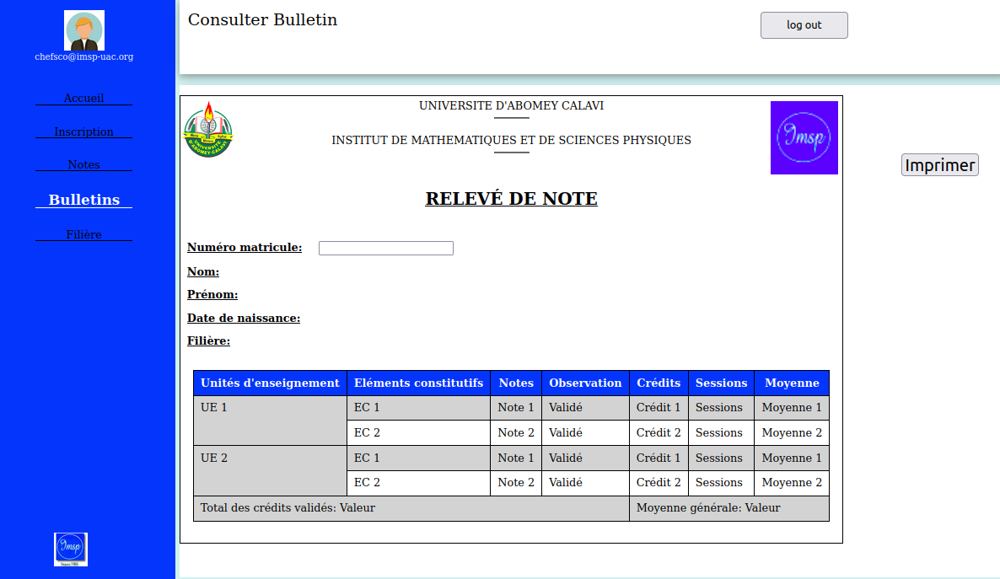 chefsco@imsp-uac.org
Accueil
Inscription
Notes
Bulletins
Filière
Imsp
Consulter Bulletin
log out
UNIVERSITE D'ABOMEY CALAVI
INSTITUT DE MATHEMATIQUES ET DE SCIENCES PHYSIQUES
UNIVERSITÉ
D'ABOMEY-CALAVI
Imsp
Imprimer
RELEVÉ DE NOTE
Numéro matricule:
Nom:
Prénom:
Date de naissance:
Filière:
Unités d'enseignement Eléments constitutifs Notes Observation Crédits Sessions Moyenne
UE 1 EC 1 Note 1 Validé Crédit 1 Sessions Moyenne 1
EC 2 Note 2 Validé Crédit 2 Sessions Moyenne 2
UE 2 EC 1 Note 1 Validé Crédit 1 Sessions Moyenne 1
EC 2 Note 2 Validé Crédit 2 Sessions Moyenne 2
Total des crédits validés: Valeur Moyenne générale: Valeur